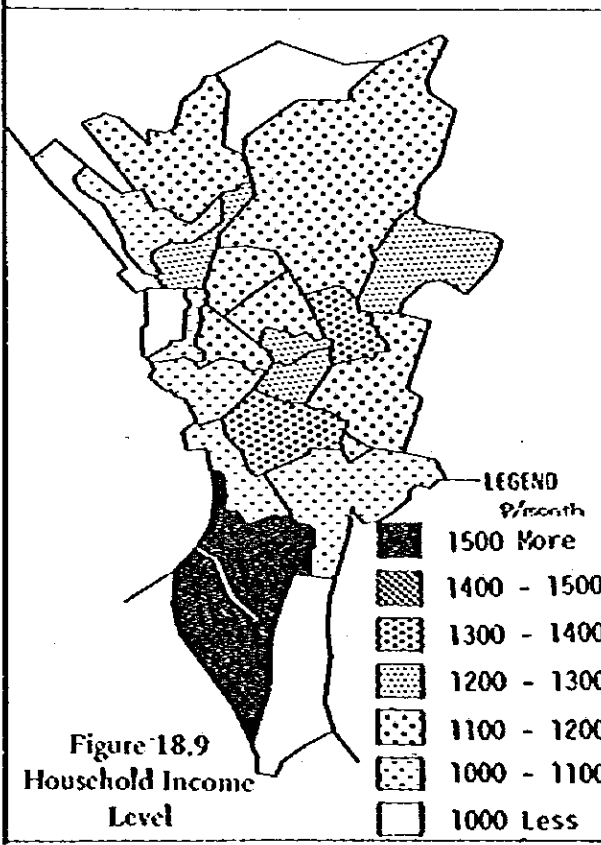 LEGEND
P/month
1500 More
1400 - 1500
1300 - 1400
1200 - 1300
1100 - 1200
1000 - 1100
1000 Less
Figure 18.9
Household Income
Level